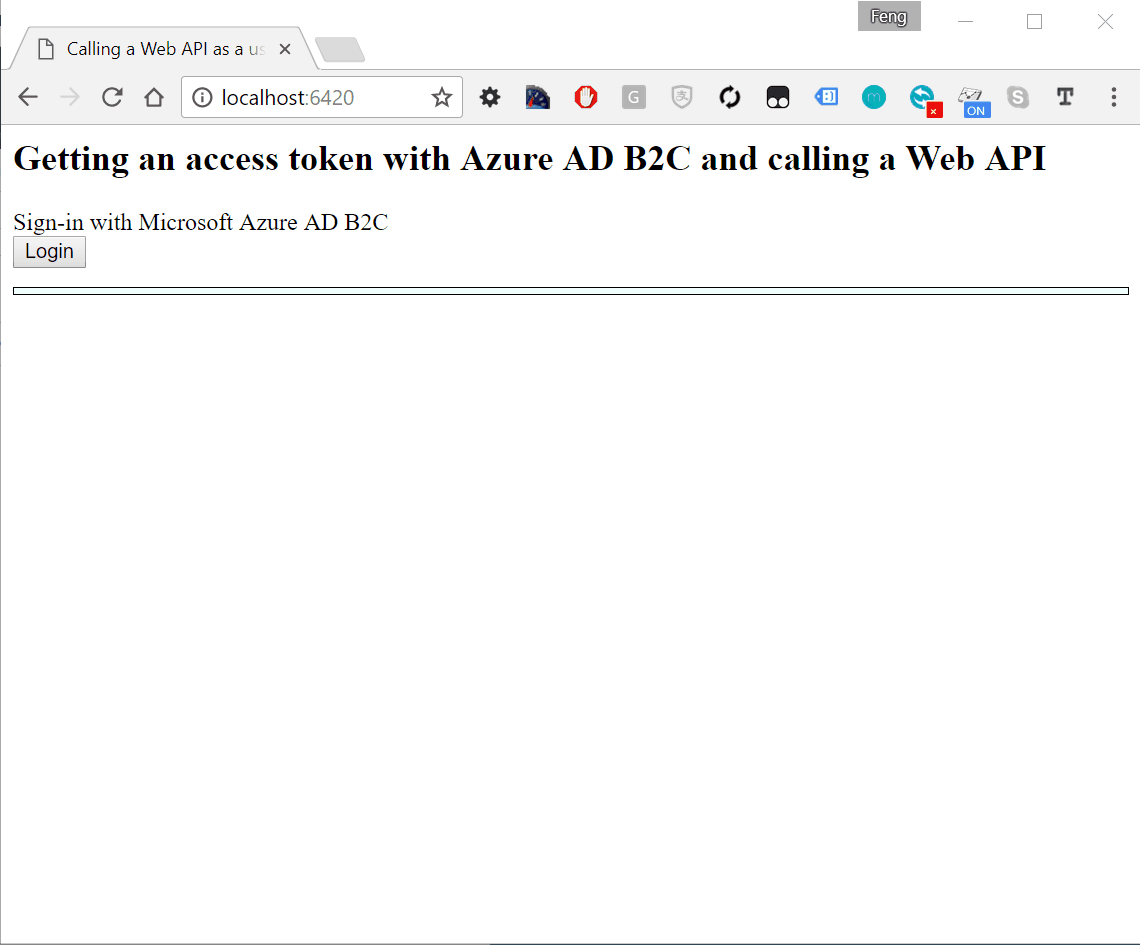 Feng
Calling a Web API as a us
localhost:6420
G
支
m
ON
S
T
Getting an access token with Azure AD B2C and calling a Web API
Sign-in with Microsoft Azure AD B2C
Login